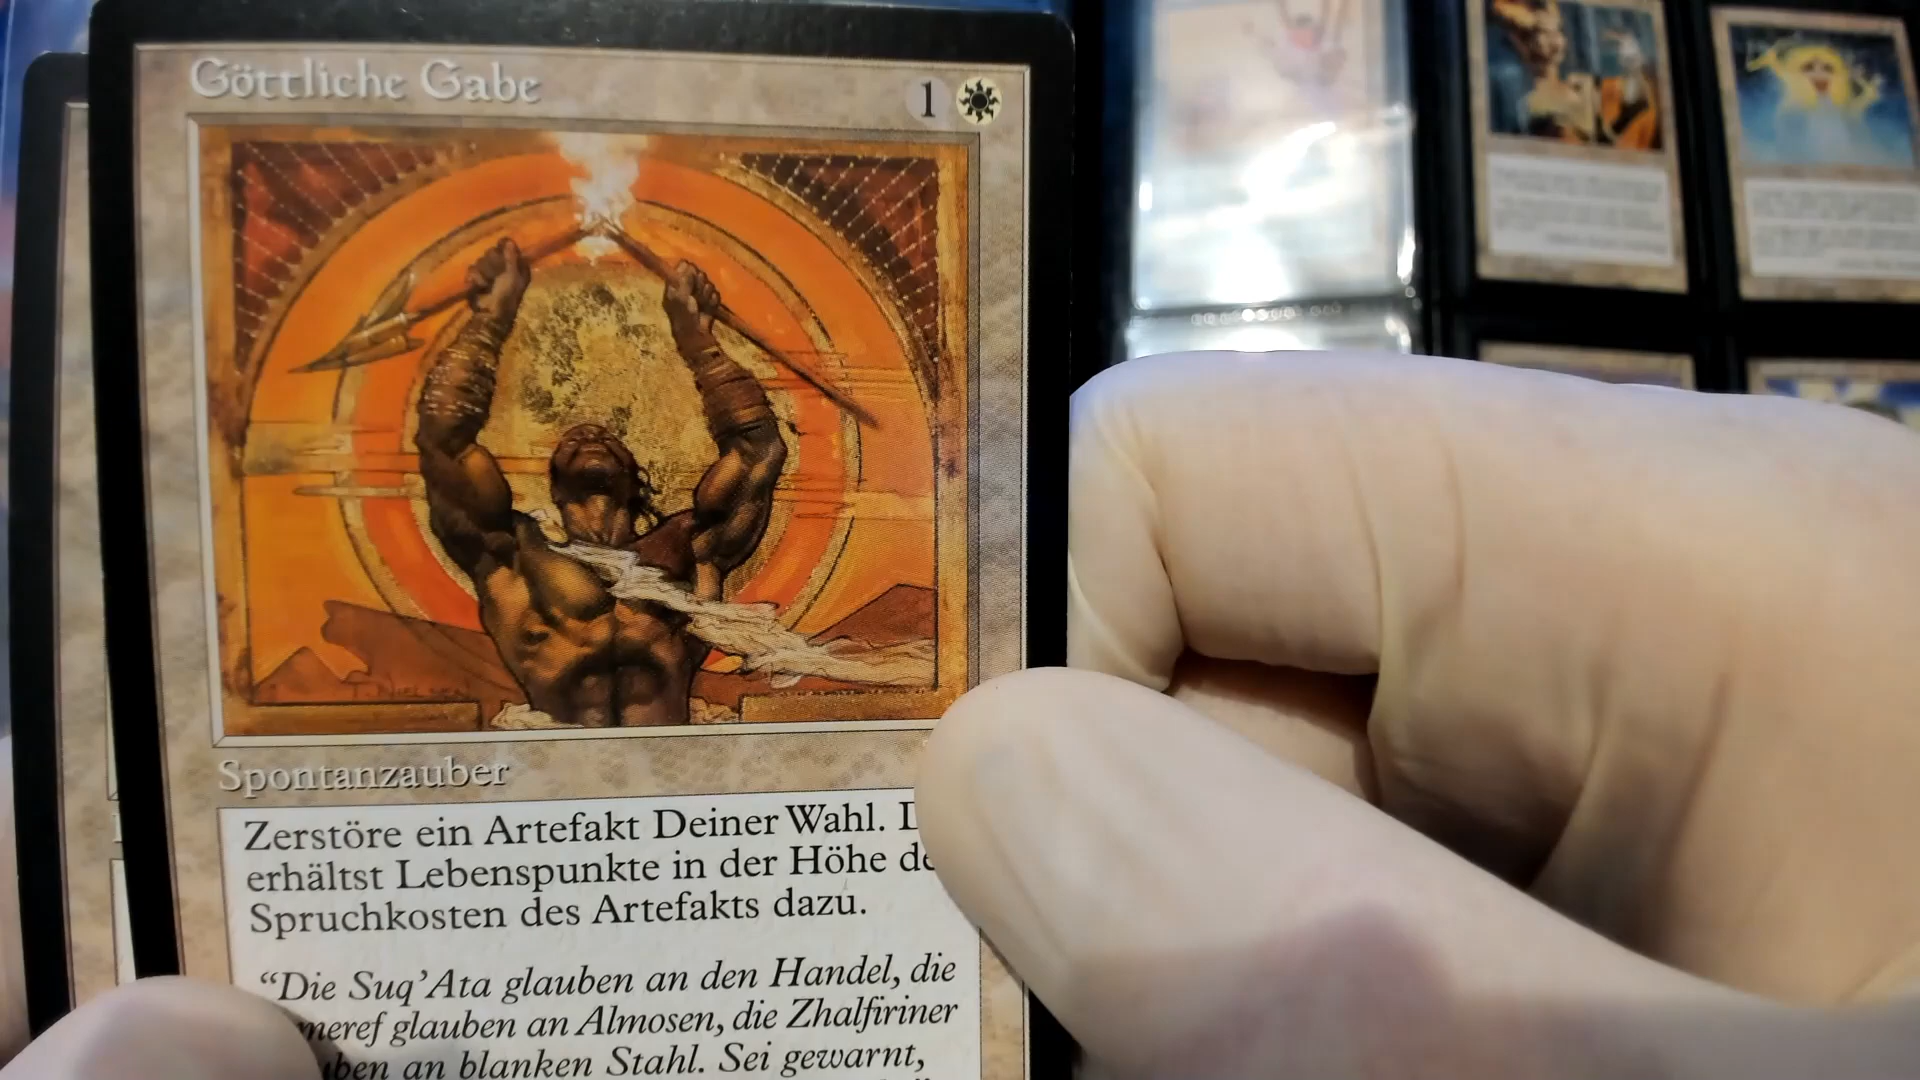 Göttliche Gabe
1
T. NIELSEN
Spontanzauber
Zerstöre ein Artefakt Deiner Wahl.
erhältst Lebenspunkte in der Höhe
Spruchkosten des Artefakts dazu.
“Die Suq’Ata glauben an den Handel, die
glauben an Almosen, die Zhalfiriner
an blanken Stahl. Sei gewarnt,